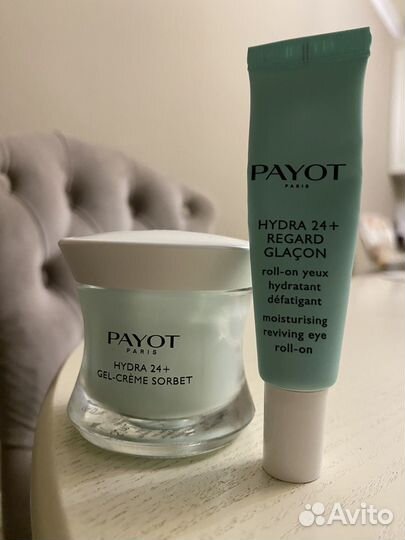 PAYOT
PARIS
HYDRA 24+
GEL-CRÈME SORBET
PAYOT
PARIS
HYDRA 24+
REGARD
GLAÇON
roll-on yeux
hydratant
défatigant
moisturising
reviving eye
roll-on
Avito